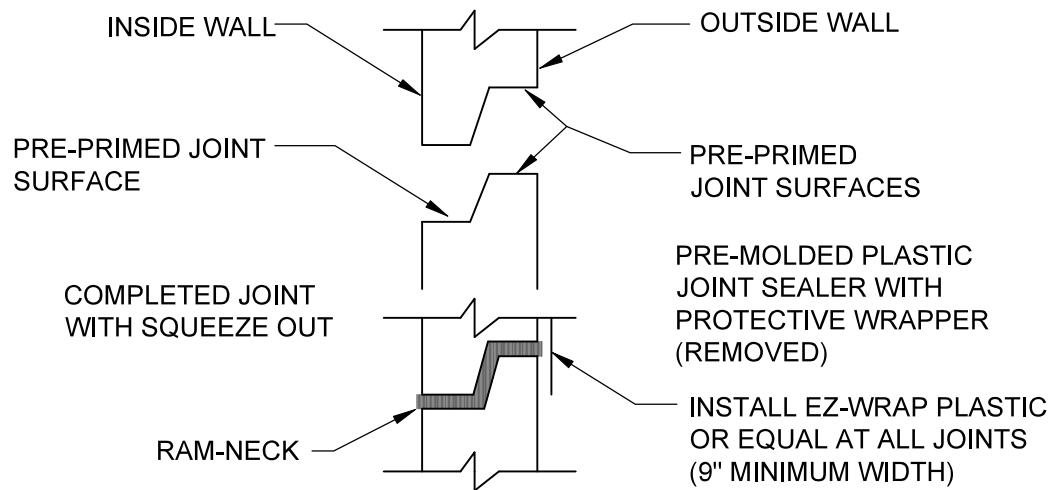 INSIDE WALL
OUTSIDE WALL
PRE-PRIMED JOINT
SURFACE
PRE-PRIMED
JOINT SURFACES
COMPLETED JOINT
WITH SQUEEZE OUT
PRE-MOLDED PLASTIC
JOINT SEALER WITH
PROTECTIVE WRAPPER
(REMOVED)
RAM-NECK
INSTALL EZ-WRAP PLASTIC
OR EQUAL AT ALL JOINTS
(9" MINIMUM WIDTH)